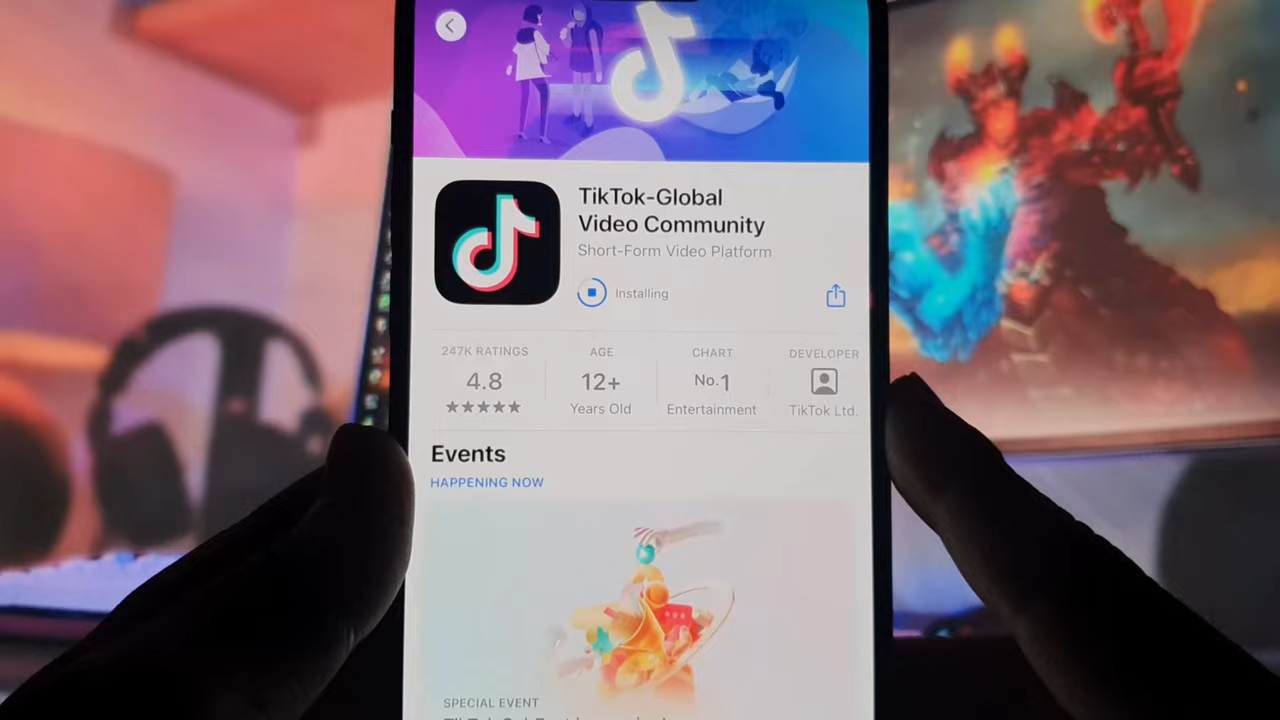 TikTok-Global
Video Community
Short-Form Video Platform
Installing
247K RATINGS
4.8
★★★★★
AGE
12+
Years Old
CHART
No.1
Entertainment
DEVELOPER
TikTok Ltd.
Events
HAPPENING NOW
SPECIAL EVENT